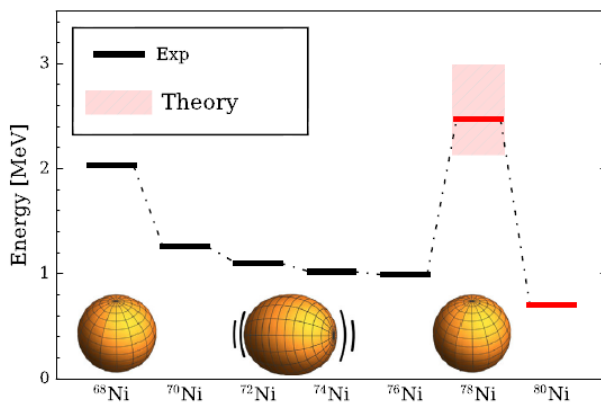 Energy [MeV]
3
2
1
0
Exp
Theory
⁶⁸Ni ⁷⁰Ni ⁷²Ni ⁷⁴Ni ⁷⁶Ni ⁷⁸Ni ⁸⁰Ni